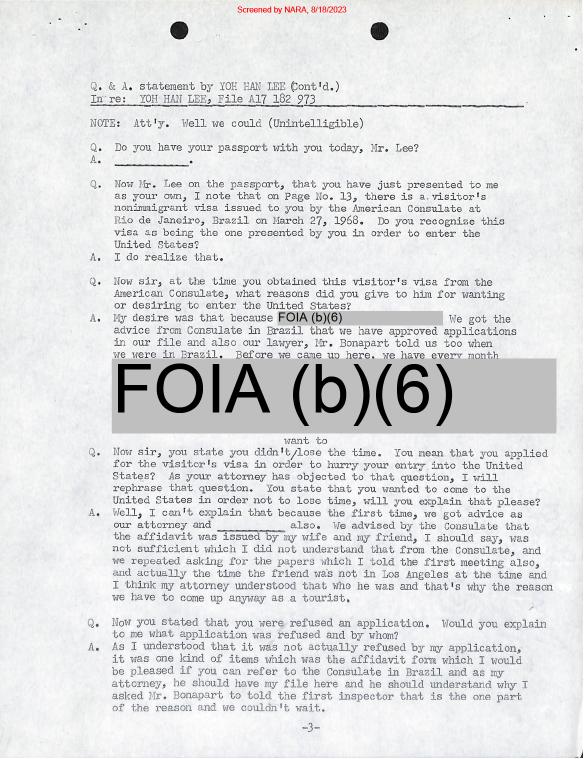 Screened by NARA, 8/18/2023
Q. & A. statement by YOH HAN LEE (Cont'd.)
In re: YOH HAN LEE, File A17 182 973
NOTE: Att'y. Well we could (Unintelligible)
Q. Do you have your passport with you today, Mr. Lee?
A. ____________.
Q. Now Mr. Lee on the passport, that you have just presented to me
as your own, I note that on Page No. 13, there is a visitor's
nonimmigrant visa issued to you by the American Consulate at
Rio de Janeiro, Brazil on March 27, 1968. Do you recognize this
visa as being the one presented by you in order to enter the
United States?
A. I do realize that.
Q. Now sir, at the time you obtained this visitor's visa from the
American Consulate, what reasons did you give to him for wanting
or desiring to enter the United States?
A. My desire was that because FOIA (b)(6) We got the
advice from Consulate in Brazil that we have approved applications
in our file and also our lawyer, Mr. Bonapart told us too when
we were in Brazil. Before we came up here, we have every month
FOIA (b)(6)
want to
Q. Now sir, you state you didn't/lose the time. You mean that you applied
for the visitor's visa in order to hurry your entry into the United
States? As your attorney has objected to that question, I will
rephrase that question. You state that you wanted to come to the
United States in order not to lose time, will you explain that please?
A. Well, I can't explain that because the first time, we got advice as
our attorney and ___________ also. We advised by the Consulate that
the affidavit was issued by my wife and my friend, I should say, was
not sufficient which I did not understand that from the Consulate, and
we repeated asking for the papers which I told the first meeting also,
and actually the time the friend was not in Los Angeles at the time and
I think my attorney understood that who he was and that's why the reason
we have to come up anyway as a tourist.
Q. Now you stated that you were refused an application. Would you explain
to me what application was refused and by whom?
A. As I understood that it was not actually refused by my application,
it was one kind of items which was the affidavit form which I would
be pleased if you can refer to the Consulate in Brazil and as my
attorney, he should have my file here and he should understand why I
asked Mr. Bonapart to told the first inspector that is the one part
of the reason and we couldn't wait.
-3-